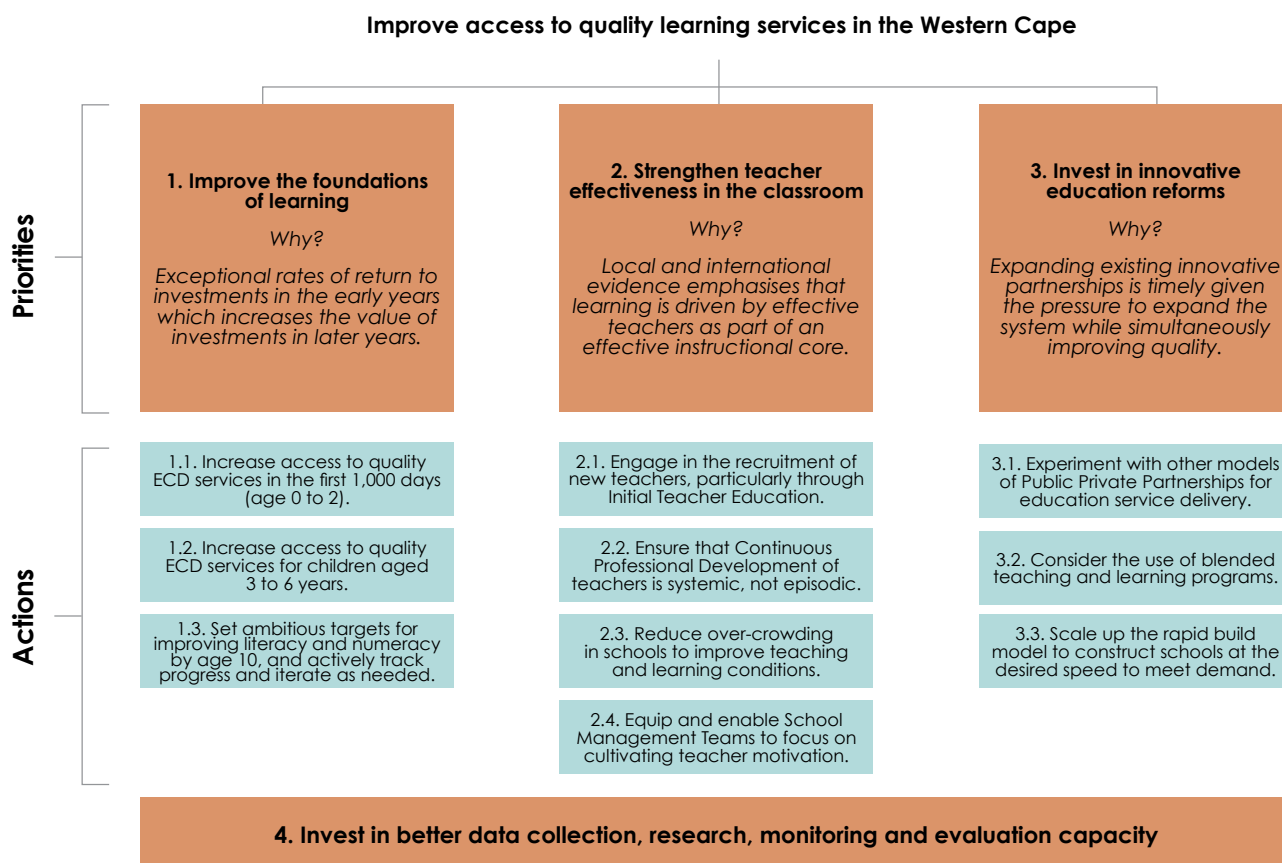 Improve access to quality learning services in the Western Cape
Priorities
1. Improve the foundations
of learning
Why?
Exceptional rates of return to
investments in the early years
which increases the value of
investments in later years.
2. Strengthen teacher
effectiveness in the classroom
Why?
Local and international
evidence emphasises that
learning is driven by effective
teachers as part of an
effective instructional core.
3. Invest in innovative
education reforms
Why?
Expanding existing innovative
partnerships is timely given
the pressure to expand the
system while simultaneously
improving quality.
Actions
1.1. Increase access to quality
ECD services in the first 1,000 days
(age 0 to 2).
1.2. Increase access to quality
ECD services for children aged
3 to 6 years.
1.3. Set ambitious targets for
improving literacy and numeracy
by age 10, and actively track
progress and iterate as needed.
2.1. Engage in the recruitment of
new teachers, particularly through
Initial Teacher Education.
2.2. Ensure that Continuous
Professional Development of
teachers is systemic, not episodic.
2.3. Reduce over-crowding
in schools to improve teaching
and learning conditions.
2.4. Equip and enable School
Management Teams to focus on
cultivating teacher motivation.
3.1. Experiment with other models
of Public Private Partnerships for
education service delivery.
3.2. Consider the use of blended
teaching and learning programs.
3.3. Scale up the rapid build
model to construct schools at the
desired speed to meet demand.
4. Invest in better data collection, research, monitoring and evaluation capacity